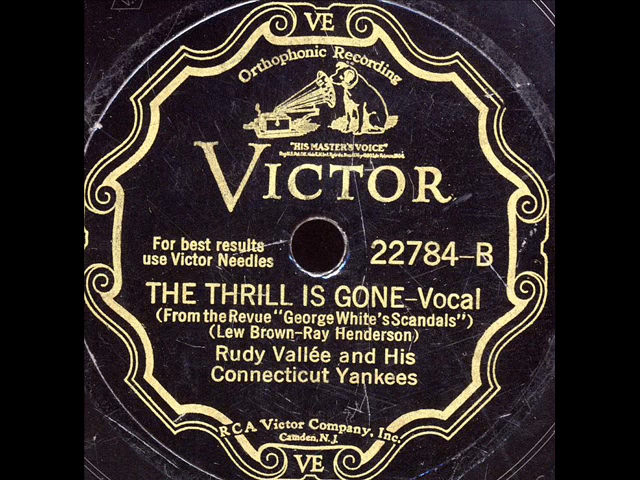 VE
Orthophonic Recording
"HIS MASTER'S VOICE"
VICTOR
For best results
use Victor Needles
22784-B
THE THRILL IS GONE-Vocal
(From the Revue "George White's Scandals")
(Lew Brown-Ray Henderson)
Rudy Vallée and His
Connecticut Yankees
RCA Victor Company, Inc.
Camden, N.J.
VE